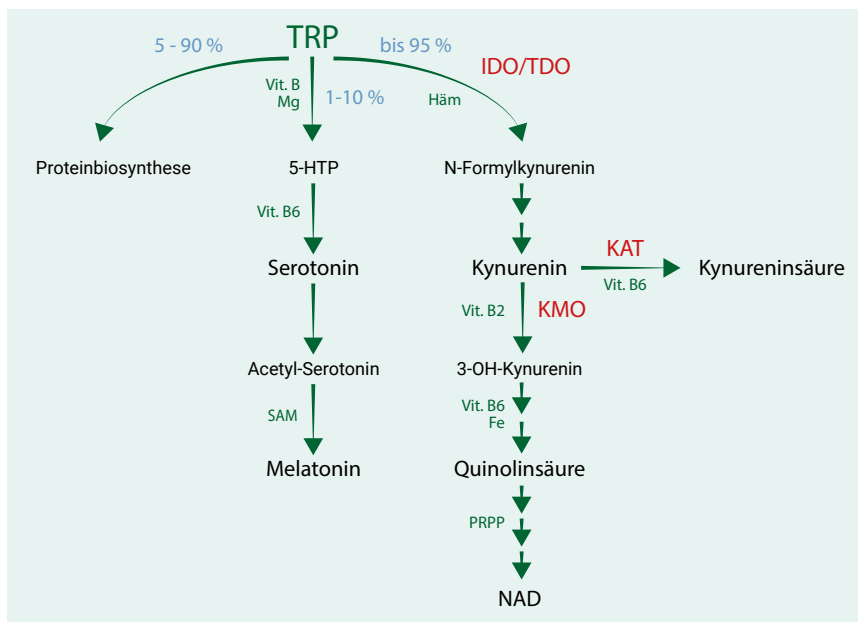 TRP
5 - 90 %
bis 95 %
IDO/TDO
Vit. B
Mg
1-10 %
Häm
Proteinbiosynthese
5-HTP
N-Formylkynurenin
Vit. B6
Serotonin
Kynurenin
KAT
Vit. B6
Kynureninsäure
Vit. B2
KMO
Acetyl-Serotonin
3-OH-Kynurenin
SAM
Vit. B6
Fe
Melatonin
Quinolinsäure
PRPP
NAD